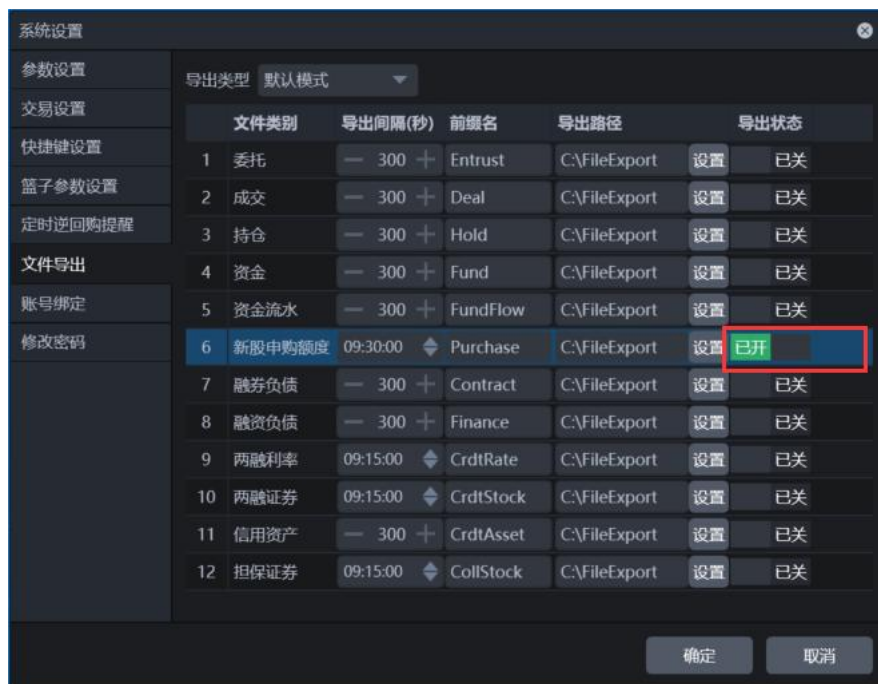 系统设置
参数设置
交易设置
快捷键设置
篮子参数设置
定时逆回购提醒
文件导出
账号绑定
修改密码
导出类型 默认模式
文件类别 导出间隔(秒) 前缀名 导出路径 导出状态
1 委托 — 300 + Entrust C:\FileExport 设置 已关
2 成交 — 300 + Deal C:\FileExport 设置 已关
3 持仓 — 300 + Hold C:\FileExport 设置 已关
4 资金 — 300 + Fund C:\FileExport 设置 已关
5 资金流水 — 300 + FundFlow C:\FileExport 设置 已关
6 新股申购额度 09:30:00 Purchase C:\FileExport 设置 已开
7 融券负债 — 300 + Contract C:\FileExport 设置 已关
8 融资负债 — 300 + Finance C:\FileExport 设置 已关
9 两融利率 09:15:00 CrdtRate C:\FileExport 设置 已关
10 两融证券 09:15:00 CrdtStock C:\FileExport 设置 已关
11 信用资产 — 300 + CrdtAsset C:\FileExport 设置 已关
12 担保证券 09:15:00 CollStock C:\FileExport 设置 已关
确定 取消